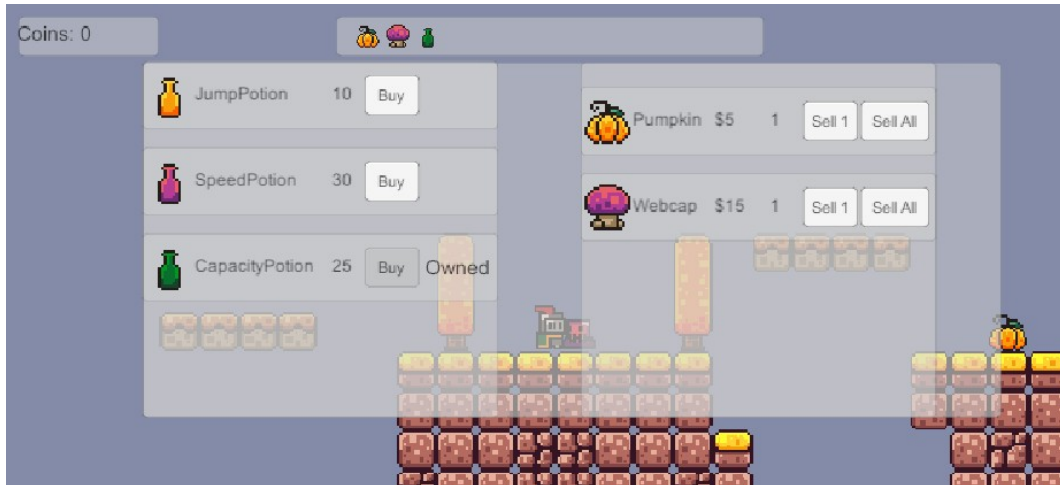 Coins: 0
JumpPotion 10 Buy
SpeedPotion 30 Buy
CapacityPotion 25 Buy Owned
Pumpkin $5 1 Sell 1 Sell All
Webcap $15 1 Sell 1 Sell All